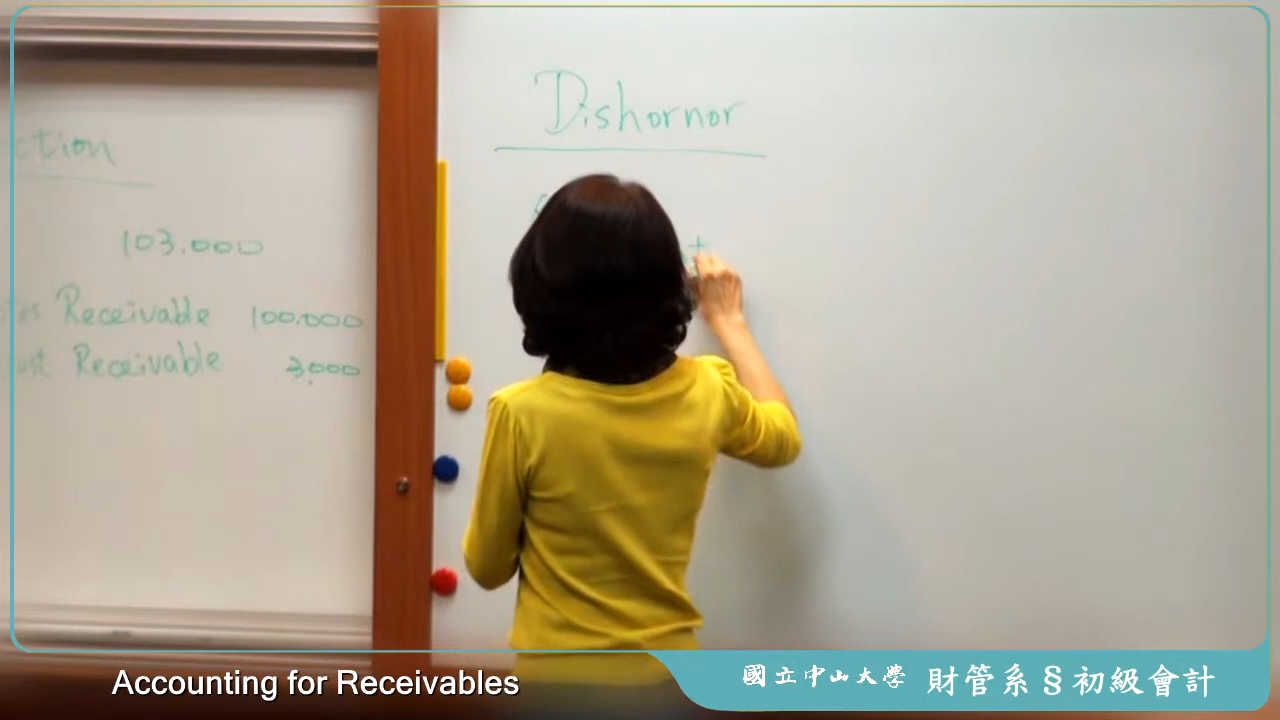 ction
103.000
Receivable 100.000
Receivable 3,000
Dishornor
Accounting for Receivables
國立中山大學 財管系§初級會計